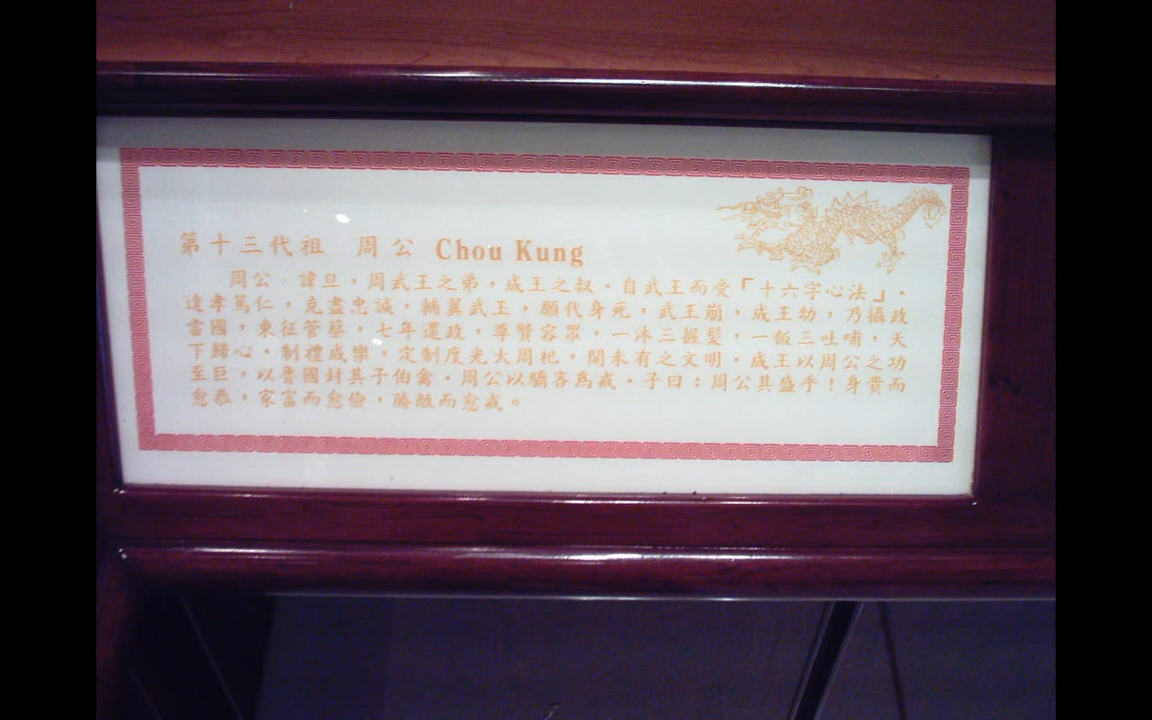 第十三代祖 周公 Chou Kung
周公,諱旦,周武王之弟,成王之叔。自武王而受「十六字心法」。
達孝篤仁,克盡忠誠,輔翼武王,願代身死,武王崩,成王幼,乃攝政
當國,東征管蔡,七年還政,尊賢容眾,一沐三握髮,一飯三吐哺,天
下歸心。制禮成樂,定制度光大周祀,開未有之文明。成王以周公之功
至巨,以魯國封其子伯禽。周公以驕吝為戒。子曰:周公其盛乎!身貴而
愈恭,家富而愈儉,勝敵而愈戒。